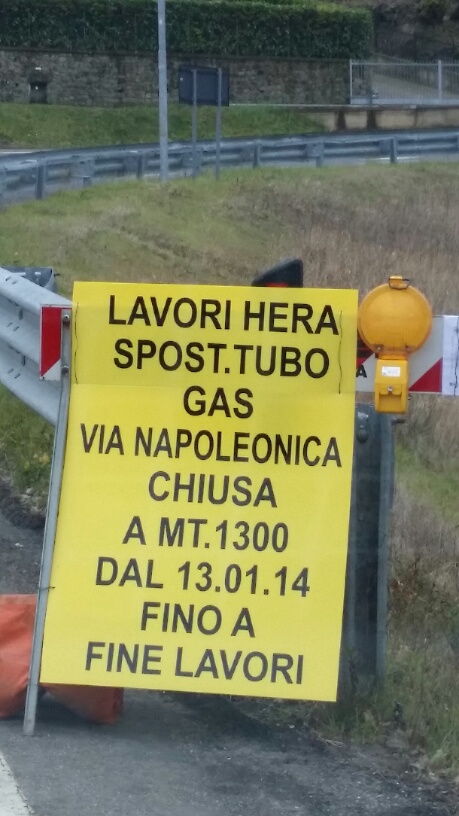 LAVORI HERA
SPOST.TUBO
GAS
VIA NAPOLEONICA
CHIUSA
A MT.1300
DAL 13.01.14
FINO A
FINE LAVORI
A